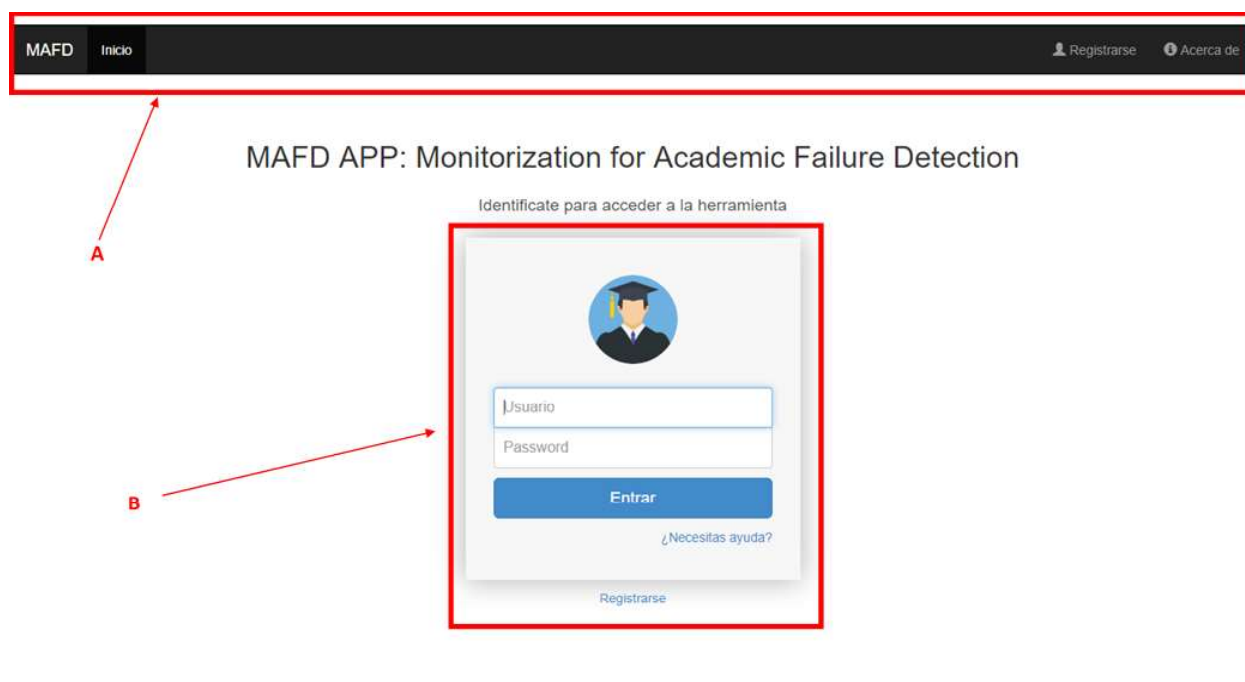 MAFD Inicio Registrarse Acerca de
MAFD APP: Monitorization for Academic Failure Detection
Identificate para acceder a la herramienta
A
Usuario
Password
B
Entrar
¿Necesitas ayuda?
Registrarse